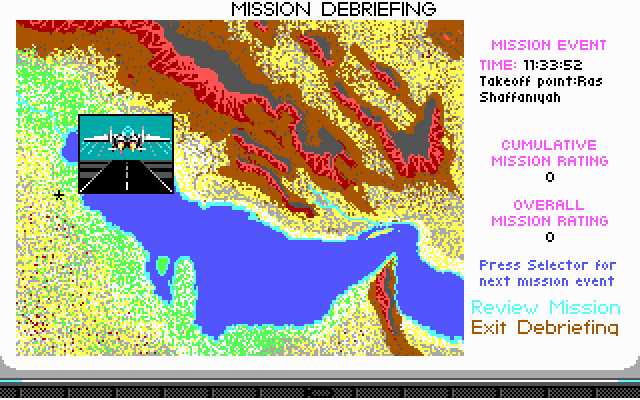 MISSION DEBRIEFING
MISSION EVENT
TIME: 11:33:52
Takeoff point:Ras
Shaffaniyah
CUMULATIVE
MISSION RATING
0
OVERALL
MISSION RATING
0
Press Selector for
next mission event
Review Mission
Exit Debriefing